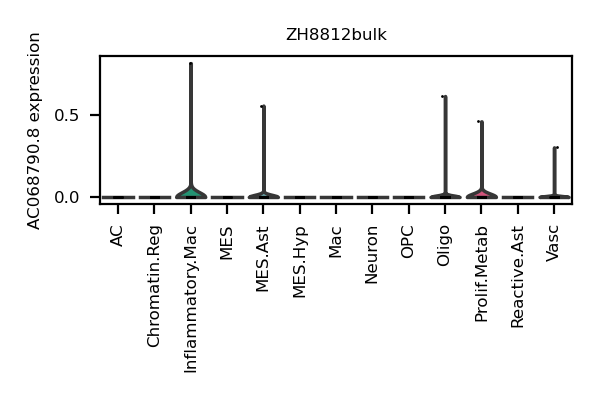 ZH8812bulk
AC068790.8 expression
0.5
0.0
AC
Chromatin.Reg
Inflammatory.Mac
MES
MES.Ast
MES.Hyp
Mac
Neuron
OPC
Oligo
Prolif.Metab
Reactive.Ast
Vasc